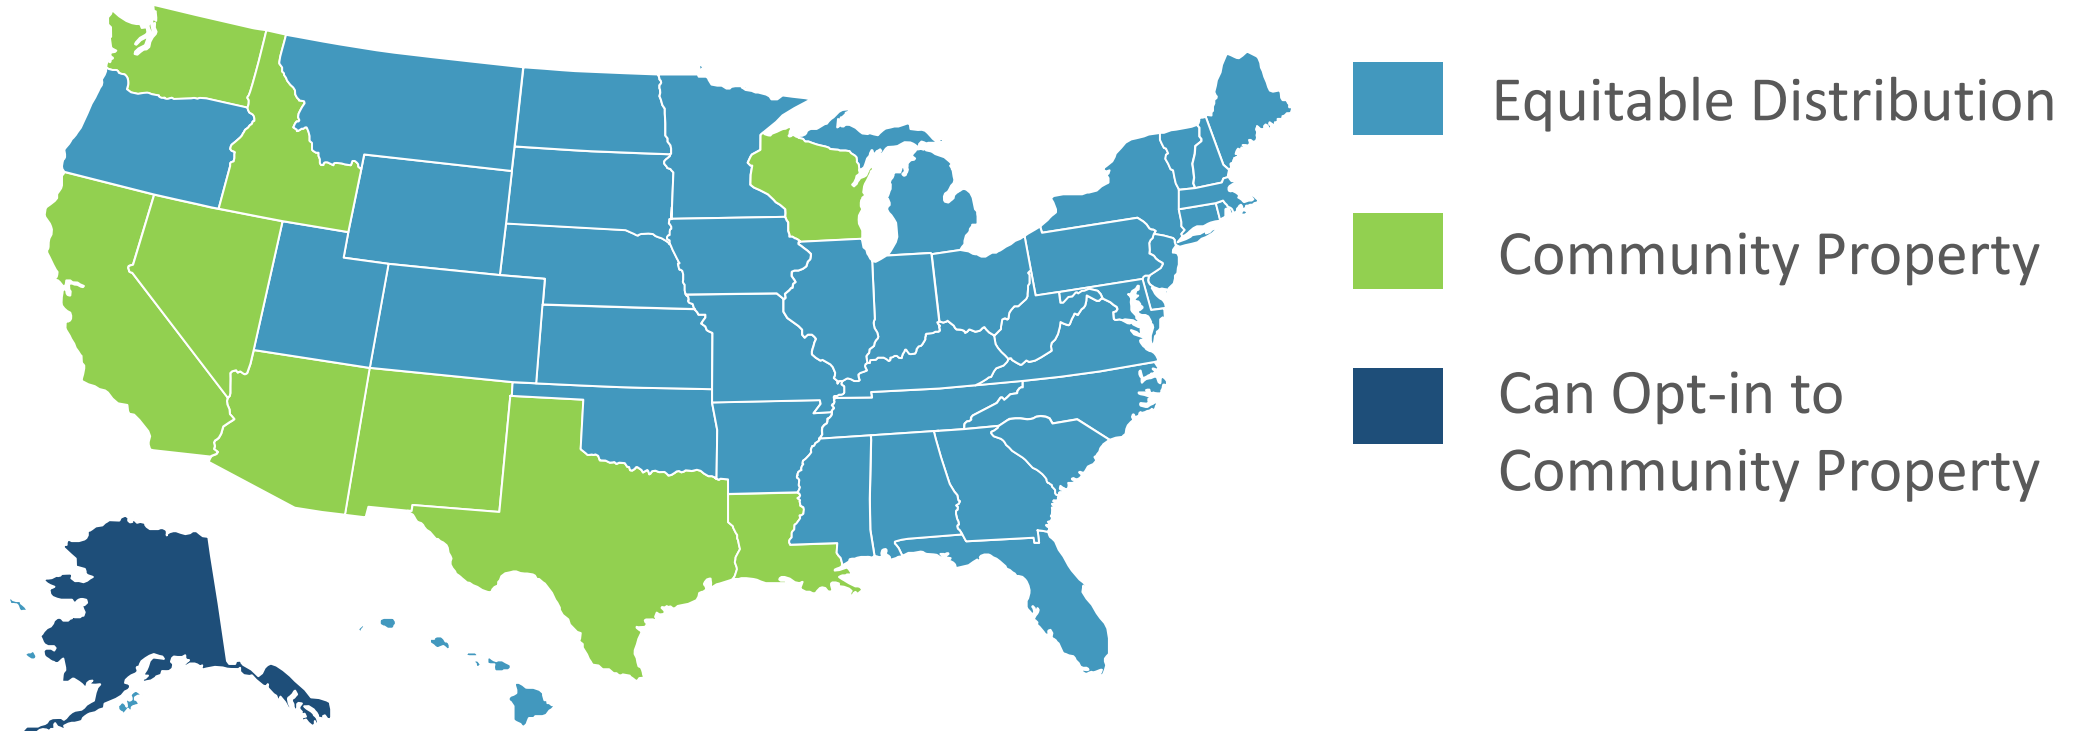 Equitable Distribution
Community Property
Can Opt-in to
Community Property